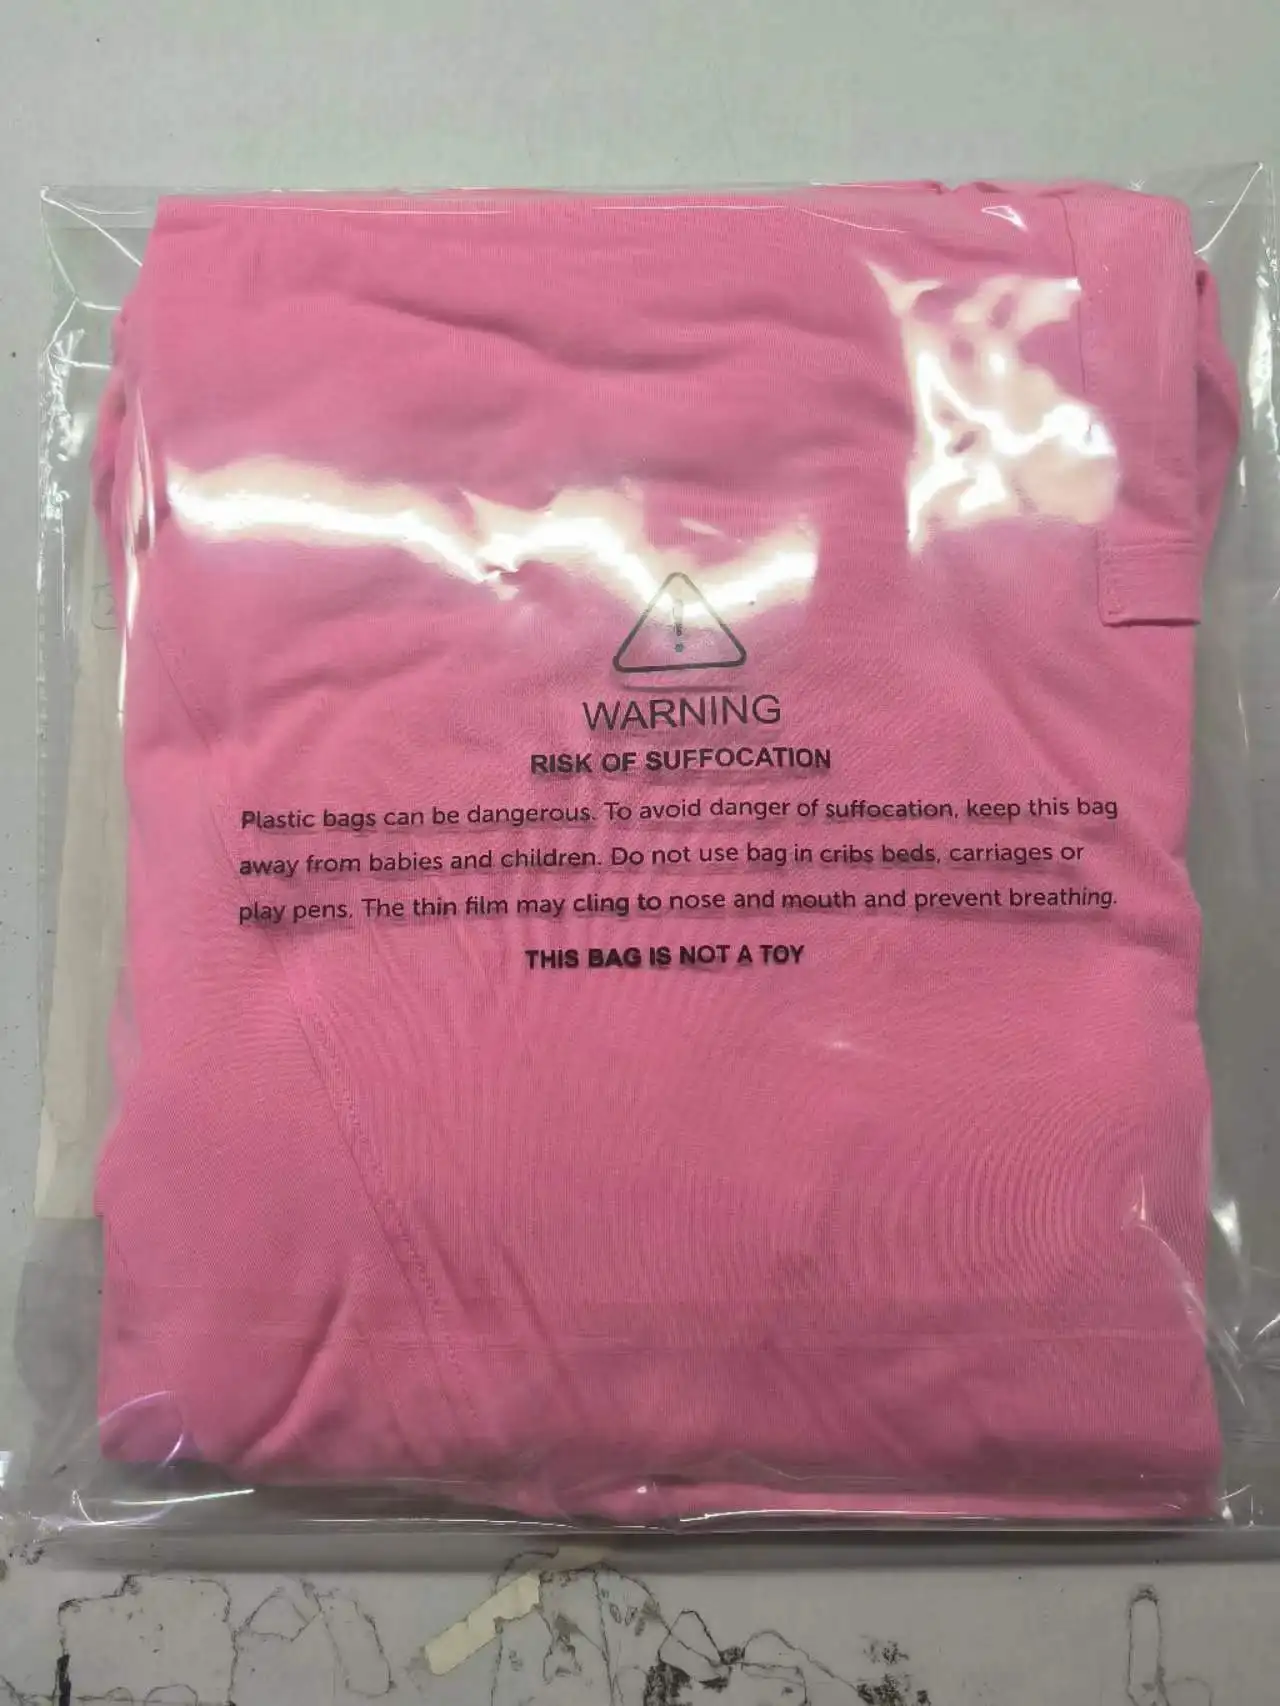 WARNING
RISK OF SUFFOCATION
Plastic bags can be dangerous. To avoid danger of suffocation, keep this bag
away from babies and children. Do not use bag in cribs beds, carriages or
play pens. The thin film may cling to nose and mouth and prevent breathing.
THIS BAG IS NOT A TOY